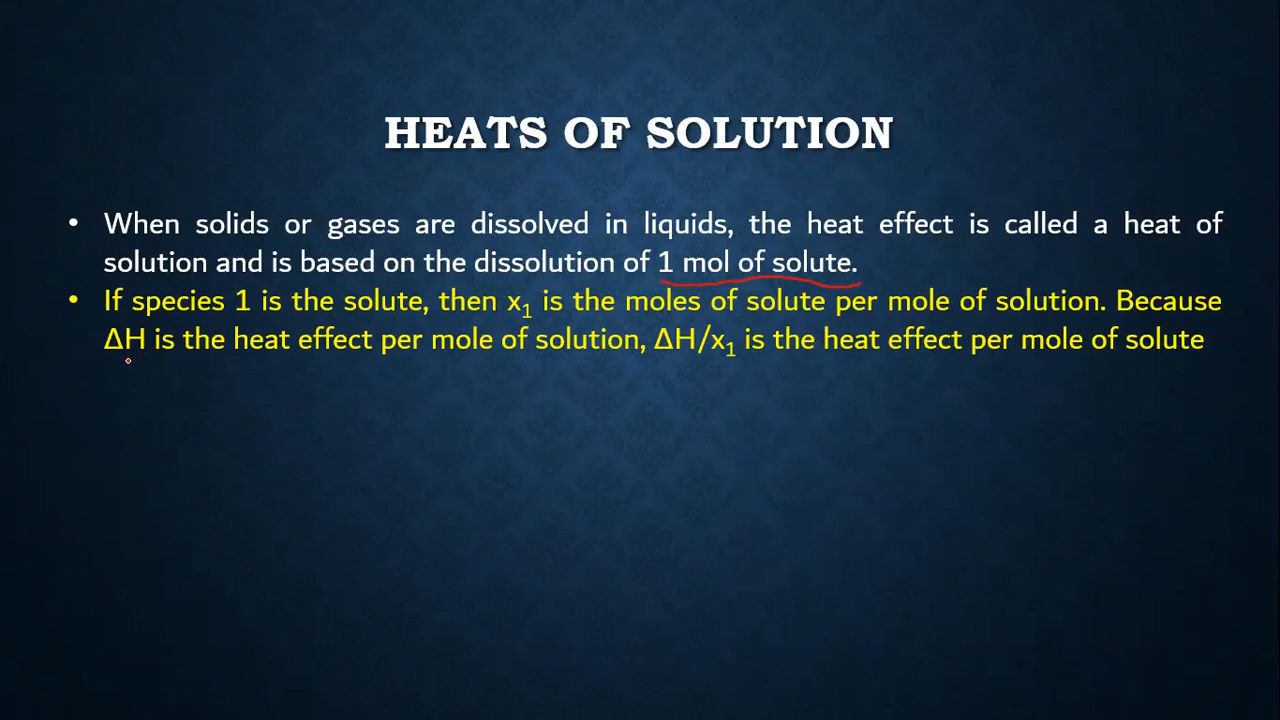 HEATS OF SOLUTION
• When solids or gases are dissolved in liquids, the heat effect is called a heat of
solution and is based on the dissolution of 1 mol of solute.
• If species 1 is the solute, then x₁ is the moles of solute per mole of solution. Because
ΔH is the heat effect per mole of solution, ΔH/x₁ is the heat effect per mole of solute